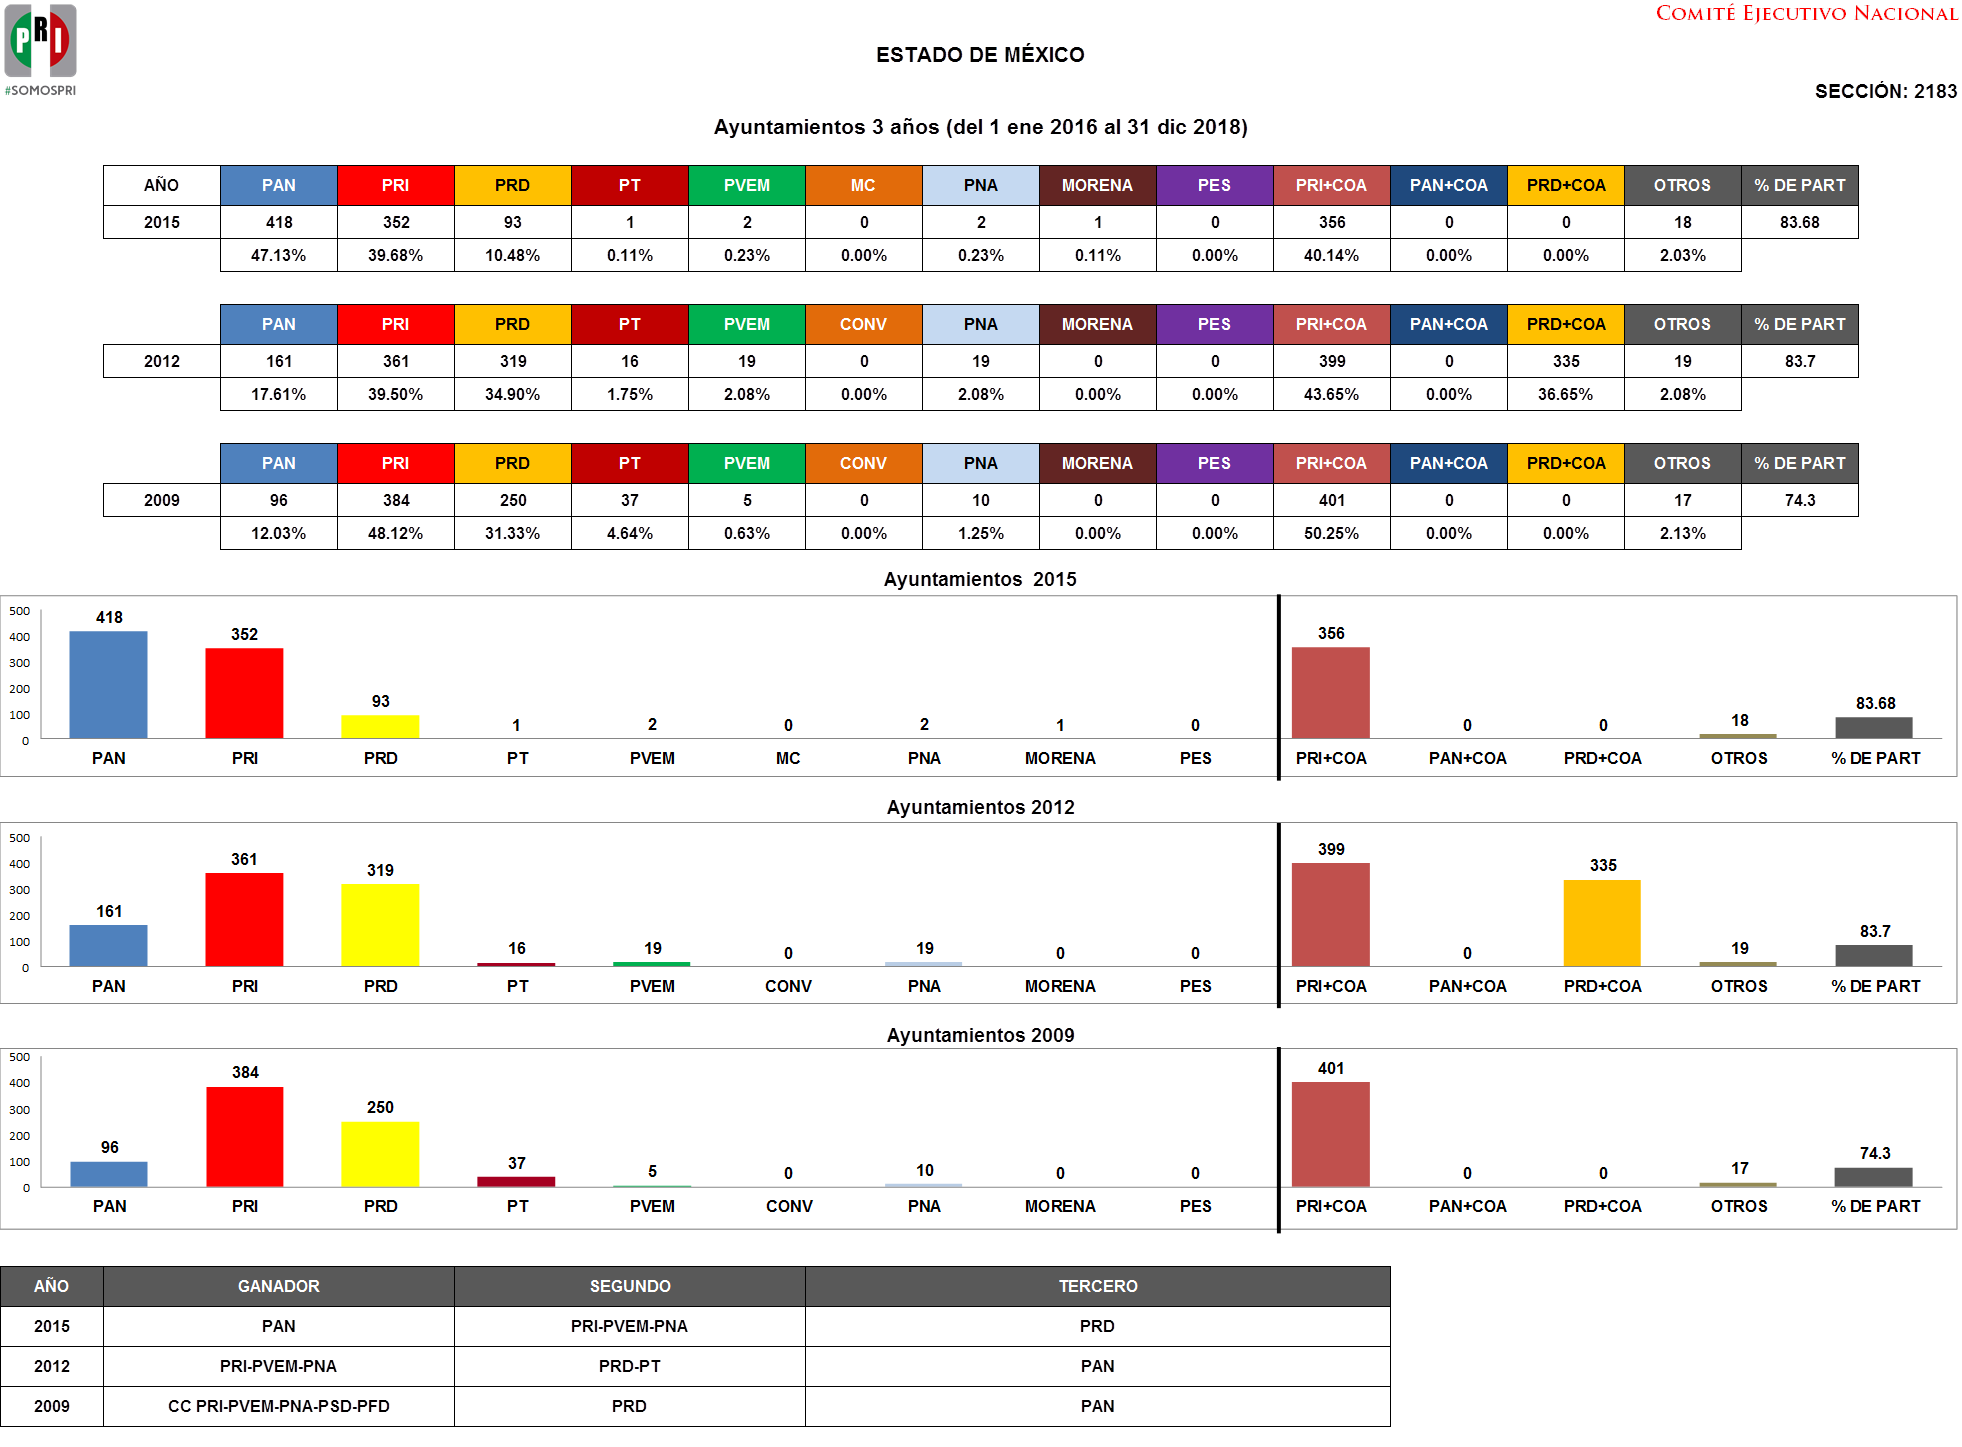 PRI
#SOMOSPRI
COMITÉ EJECUTIVO NACIONAL
ESTADO DE MÉXICO
SECCIÓN: 2183
Ayuntamientos 3 años (del 1 ene 2016 al 31 dic 2018)
AÑO PAN PRI PRD PT PVEM MC PNA MORENA PES PRI+COA PAN+COA PRD+COA OTROS % DE PART
2015 418 352 93 1 2 0 2 1 0 356 0 0 18 83.68
47.13% 39.68% 10.48% 0.11% 0.23% 0.00% 0.23% 0.11% 0.00% 40.14% 0.00% 0.00% 2.03%
PAN PRI PRD PT PVEM CONV PNA MORENA PES PRI+COA PAN+COA PRD+COA OTROS % DE PART
2012 161 361 319 16 19 0 19 0 0 399 0 335 19 83.7
17.61% 39.50% 34.90% 1.75% 2.08% 0.00% 2.08% 0.00% 0.00% 43.65% 0.00% 36.65% 2.08%
PAN PRI PRD PT PVEM CONV PNA MORENA PES PRI+COA PAN+COA PRD+COA OTROS % DE PART
2009 96 384 250 37 5 0 10 0 0 401 0 0 17 74.3
12.03% 48.12% 31.33% 4.64% 0.63% 0.00% 1.25% 0.00% 0.00% 50.25% 0.00% 0.00% 2.13%
Ayuntamientos 2015
500
400
300
200
100
0
418 352 93 1 2 0 2 1 0 356 0 0 18 83.68
PAN PRI PRD PT PVEM MC PNA MORENA PES PRI+COA PAN+COA PRD+COA OTROS % DE PART
Ayuntamientos 2012
500
400
300
200
100
0
161 361 319 16 19 0 19 0 0 399 0 335 19 83.7
PAN PRI PRD PT PVEM CONV PNA MORENA PES PRI+COA PAN+COA PRD+COA OTROS % DE PART
Ayuntamientos 2009
500
400
300
200
100
0
96 384 250 37 5 0 10 0 0 401 0 0 17 74.3
PAN PRI PRD PT PVEM CONV PNA MORENA PES PRI+COA PAN+COA PRD+COA OTROS % DE PART
AÑO GANADOR SEGUNDO TERCERO
2015 PAN PRI-PVEM-PNA PRD
2012 PRI-PVEM-PNA PRD-PT PAN
2009 CC PRI-PVEM-PNA-PSD-PFD PRD PAN